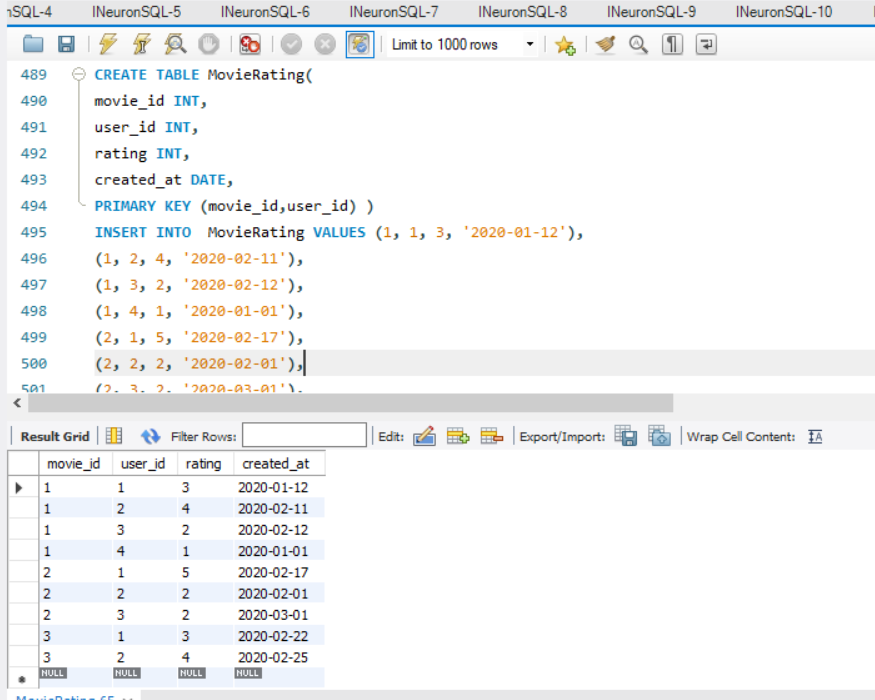 SQL-4 INeuronSQL-5 INeuronSQL-6 INeuronSQL-7 INeuronSQL-8 INeuronSQL-9 INeuronSQL-10
Limit to 1000 rows
489 CREATE TABLE MovieRating(
490 movie_id INT,
491 user_id INT,
492 rating INT,
493 created_at DATE,
494 PRIMARY KEY (movie_id,user_id) )
495 INSERT INTO  MovieRating VALUES (1, 1, 3, '2020-01-12'),
496 (1, 2, 4, '2020-02-11'),
497 (1, 3, 2, '2020-02-12'),
498 (1, 4, 1, '2020-01-01'),
499 (2, 1, 5, '2020-02-17'),
500 (2, 2, 2, '2020-02-01'),
501 (2, 3, 2, '2020-03-01'),
Result Grid Filter Rows: Edit: Export/Import: Wrap Cell Content: IA
movie_id user_id rating created_at
1 1 3 2020-01-12
1 2 4 2020-02-11
1 3 2 2020-02-12
1 4 1 2020-01-01
2 1 5 2020-02-17
2 2 2 2020-02-01
2 3 2 2020-03-01
3 1 3 2020-02-22
3 2 4 2020-02-25
NULL NULL NULL NULL
MovieRating 65